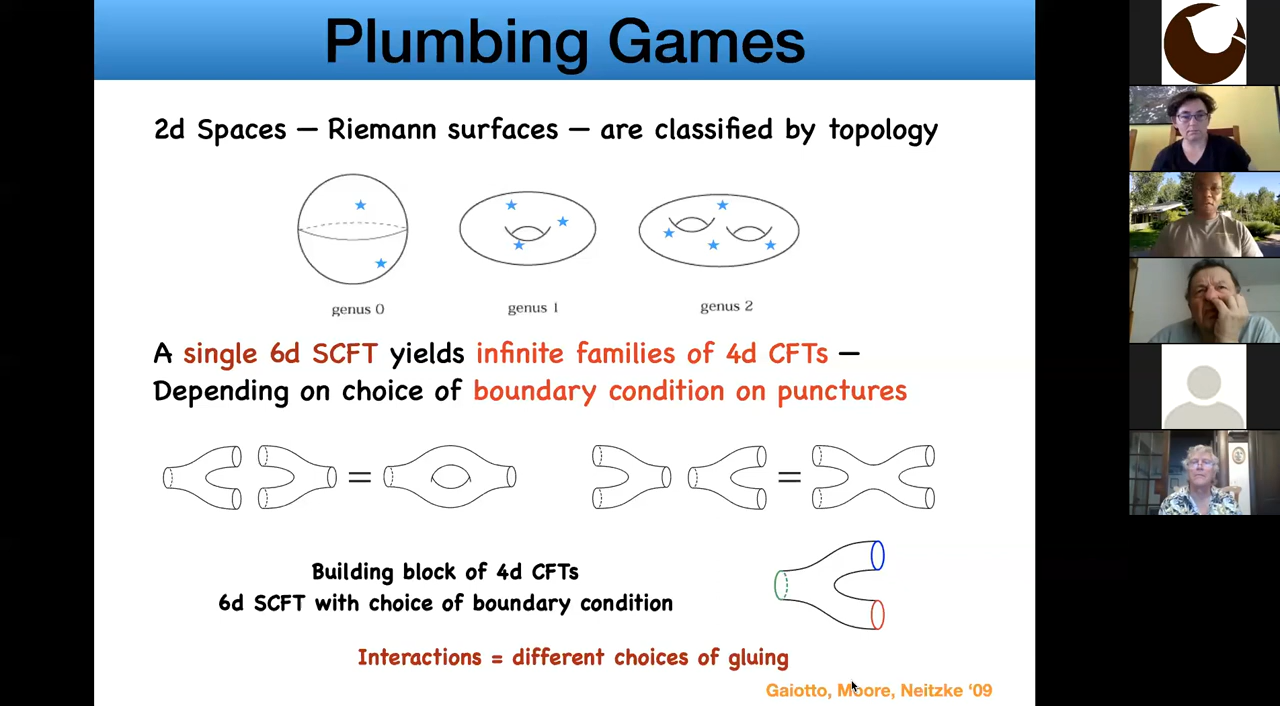 Plumbing Games
2d Spaces — Riemann surfaces — are classified by topology
genus 0
genus 1
genus 2
A single 6d SCFT yields infinite families of 4d CFTs —
Depending on choice of boundary condition on punctures
=
=
Building block of 4d CFTs
6d SCFT with choice of boundary condition
Interactions = different choices of gluing
Gaiotto, Moore, Neitzke ‘09